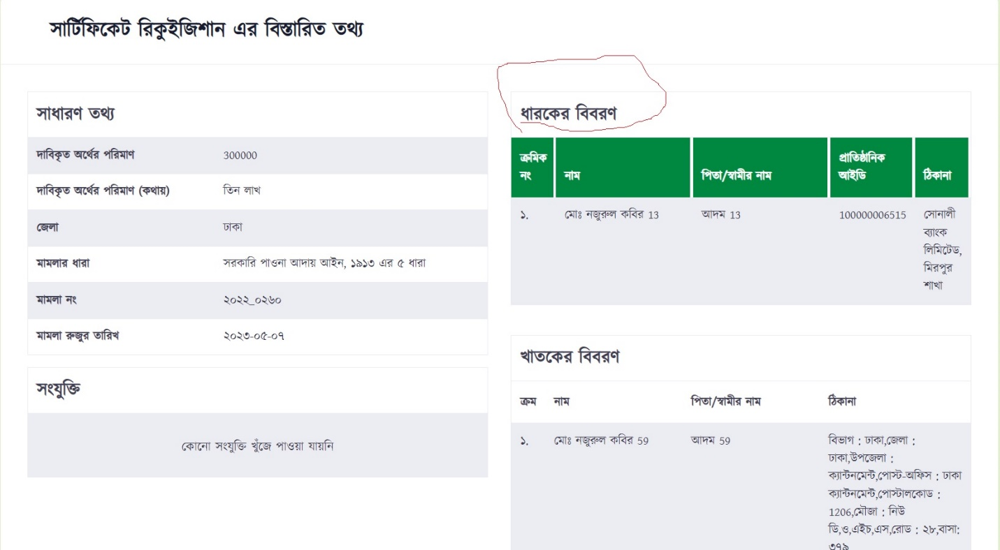 সার্টিফিকেট রিকুইজিশান এর বিস্তারিত তথ্য
সাধারণ তথ্য
দাবিকৃত অর্থের পরিমাণ 300000
দাবিকৃত অর্থের পরিমাণ (কথায়) তিন লাখ
জেলা ঢাকা
মামলার ধারা সরকারি পাওনা আদায় আইন, ১৯১৩ এর ৫ ধারা
মামলা নং ২০২২_০২৬০
মামলা রুজুর তারিখ ২০২৩-০৫-০৭
সংযুক্তি
কোনো সংযুক্তি খুঁজে পাওয়া যায়নি
ধারকের বিবরণ
ক্রমিক
নং
নাম
পিতা/স্বামীর নাম
প্রাতিষ্ঠানিক
আইডি
ঠিকানা
১. মোঃ নজুরুল কবির 13 আদম 13 100000006515 সোনালী
ব্যাংক
লিমিটেড,
মিরপুর
শাখা
খাতকের বিবরণ
ক্রম নাম পিতা/স্বামীর নাম ঠিকানা
১. মোঃ নজুরুল কবির 59 আদম 59 বিভাগ : ঢাকা,জেলা :
ঢাকা,উপজেলা :
ক্যান্টনমেন্ট,পোস্ট-অফিস : ঢাকা
ক্যান্টনমেন্ট,পোস্টালকোড :
1206,মৌজা : নিউ
ডি,ও,এইচ,এস,রোড : ২৮,বাসা:
৩৭৯